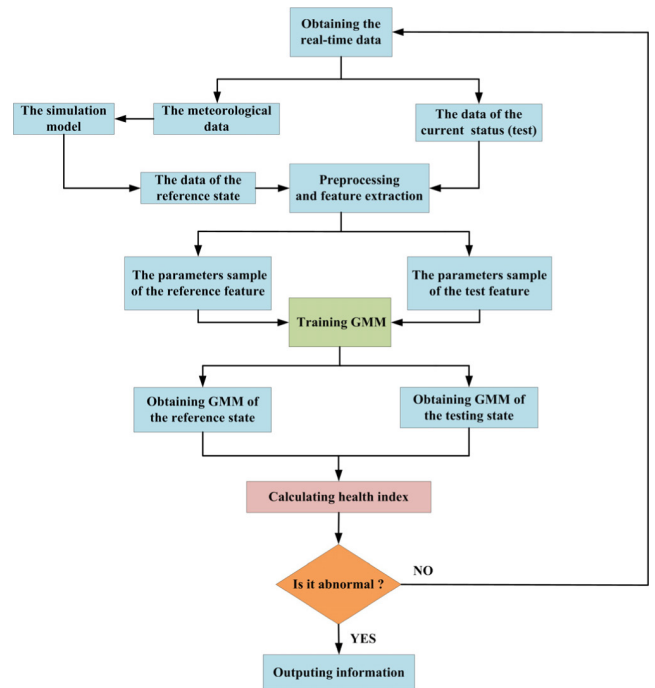 Obtaining the
real-time data
The simulation
model
The meteorological
data
The data of the
current status (test)
The data of the
reference state
Preprocessing
and feature extraction
The parameters sample
of the reference feature
The parameters sample
of the test feature
Training GMM
Obtaining GMM of
the reference state
Obtaining GMM of
the testing state
Calculating health index
Is it abnormal ?
NO
YES
Outputing information